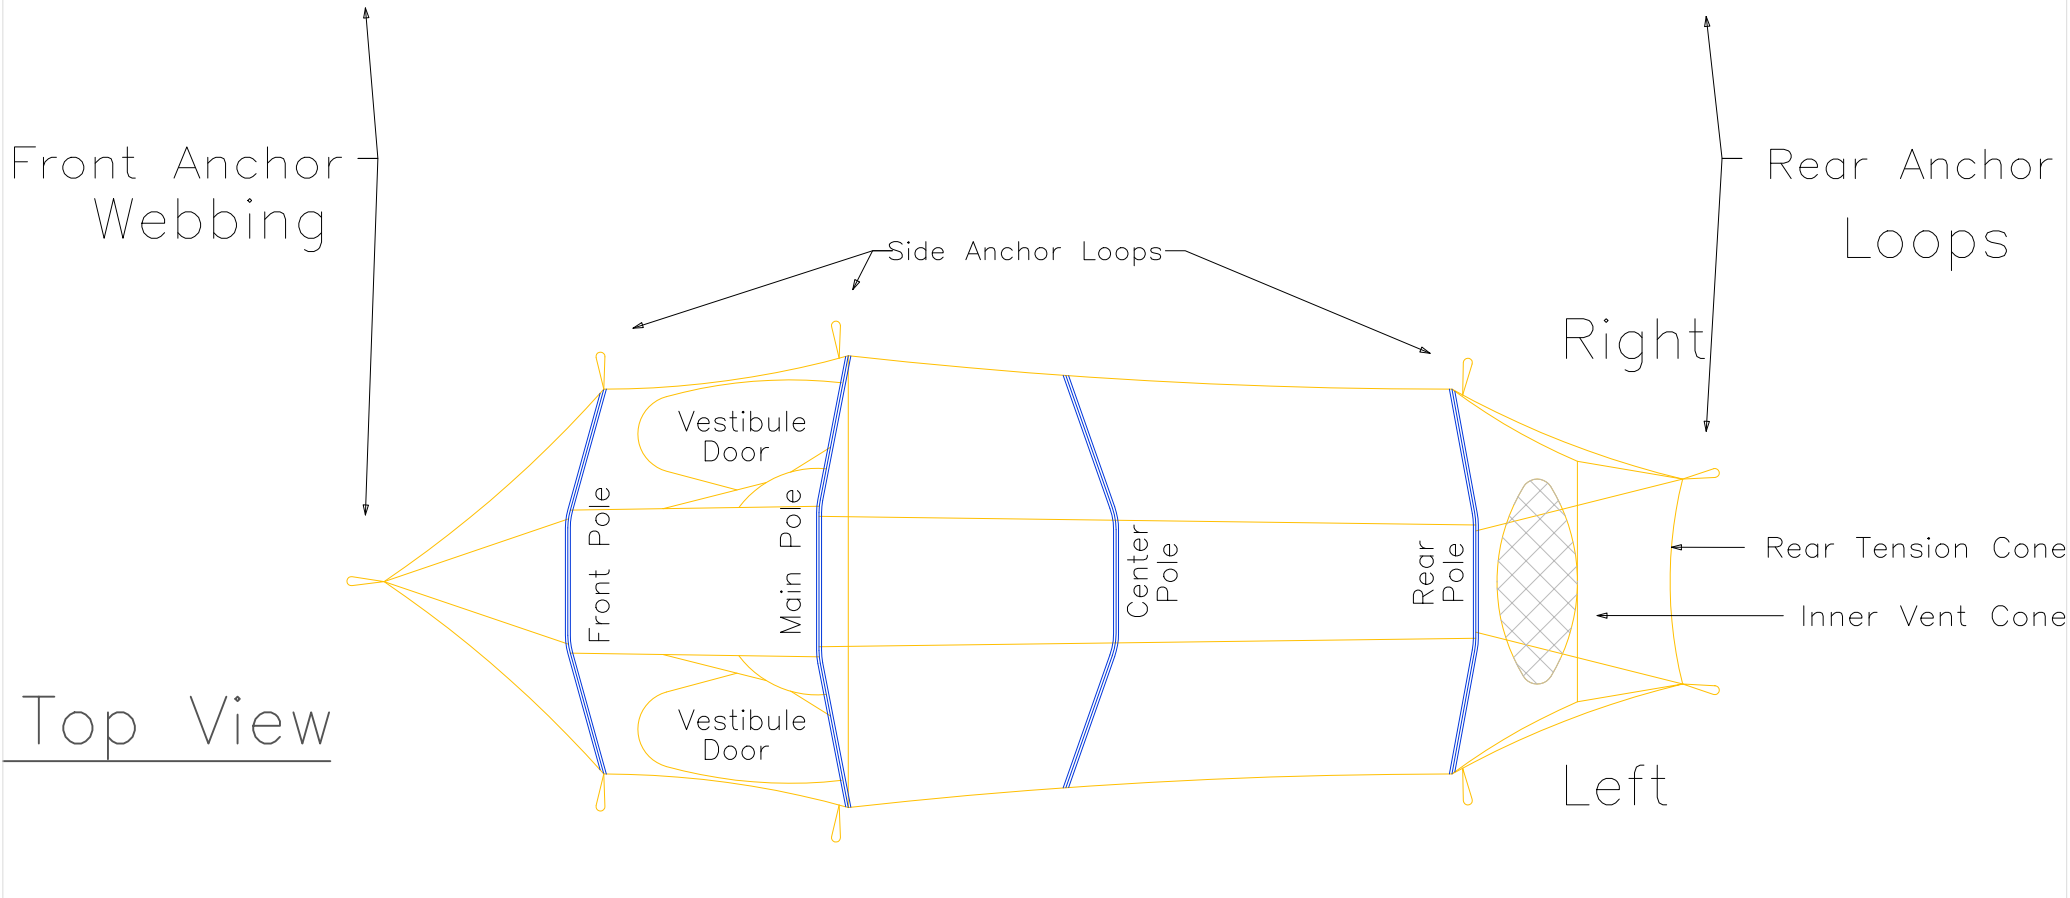 Front Anchor
Webbing
Rear Anchor
Loops
Side Anchor Loops
Right
Vestibule
Door
Front Pole
Main Pole
Center
Pole
Rear
Pole
Rear Tension Cone
Inner Vent Cone
Vestibule
Door
Top View
Left